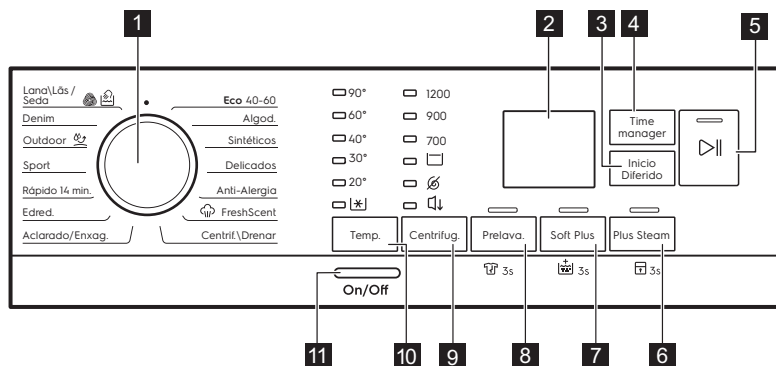 1
2
3
4
5
Lana\Lãs /
Seda
Denim
Outdoor
Sport
Rápido 14 min.
Edred.
Aclarado/Enxag.
Eco 40-60
Algod.
Sintéticos
Delicados
Anti-Alergia
FreshScent
Centrif.\Drenar
90°
60°
40°
30°
20°
1200
900
700
Time
manager
Inicio
Diferido
Temp.
Centrifug.
Prelava.
Soft Plus
Plus Steam
3s
3s
3s
On/Off
11
10
9
8
7
6